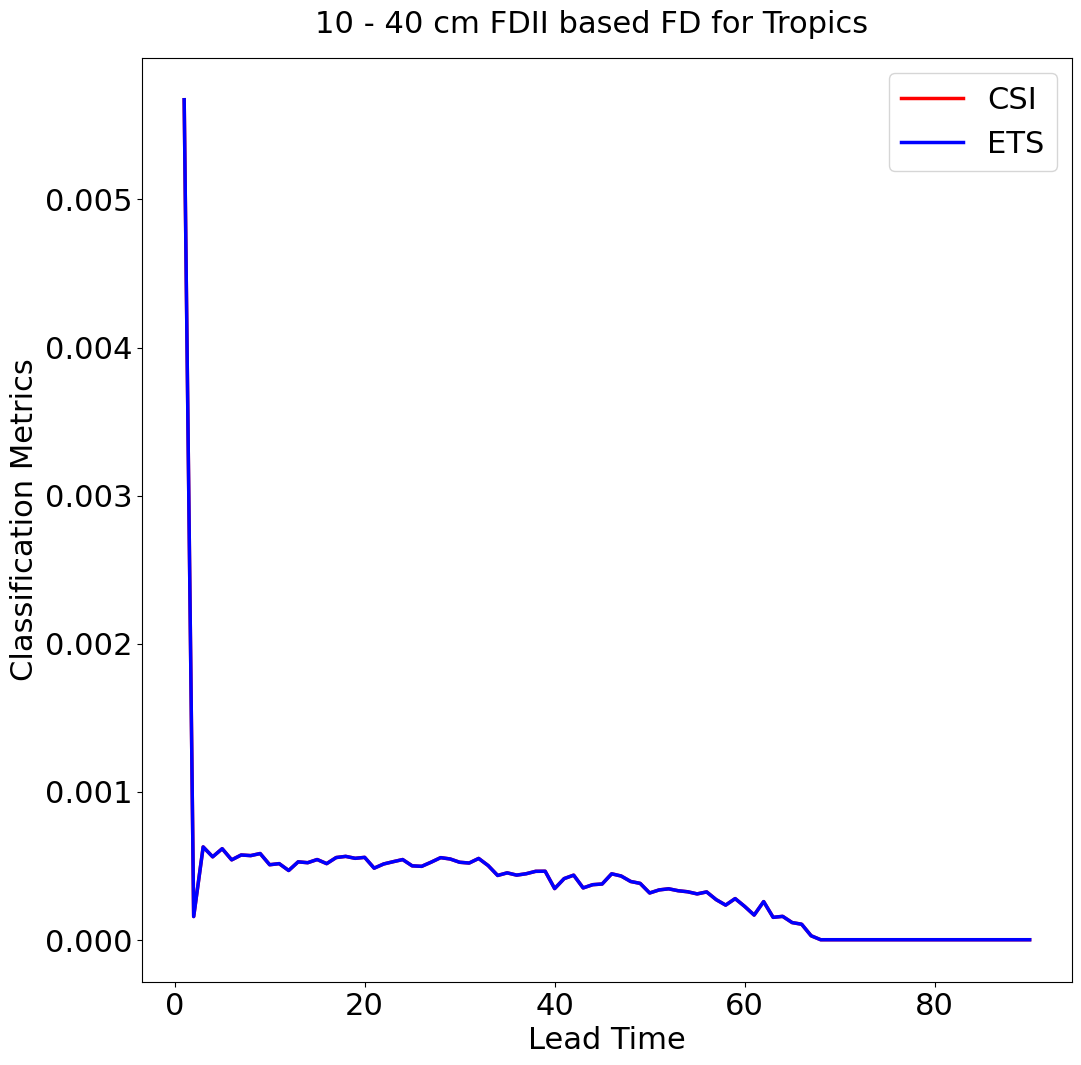 10 - 40 cm FDII based FD for Tropics
CSI
ETS
Classification Metrics
0.005
0.004
0.003
0.002
0.001
0.000
0 20 40 60 80
Lead Time